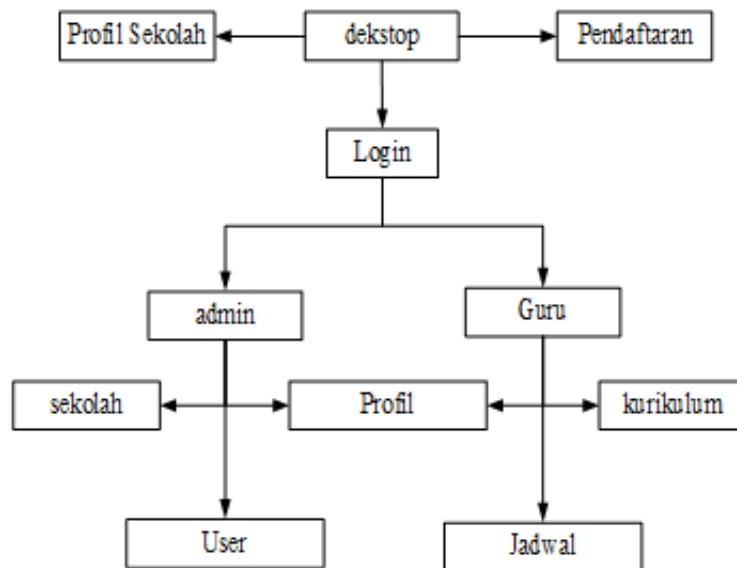 Profil Sekolah
dekstop
Pendaftaran
Login
admin
Guru
sekolah
Profil
kurikulum
User
Jadwal